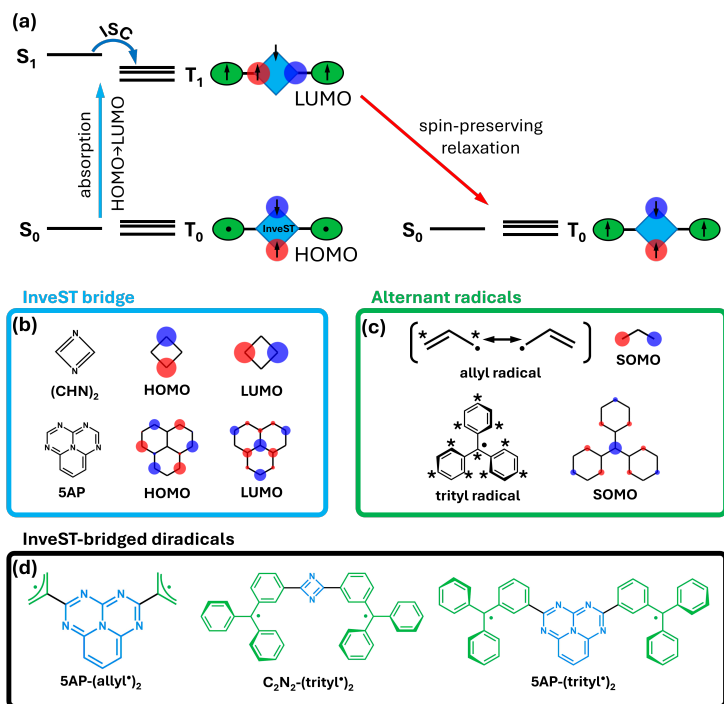 (a)
ISC
S1
T1
LUMO
absorption
HOMO→LUMO
spin-preserving
relaxation
S0
T0
InveST
HOMO
S0
T0
InveST bridge
Alternant radicals
(b)
N
N
(CHN)2
HOMO
LUMO
N N
N N
N
5AP
HOMO
LUMO
(c)
* *
allyl radical
SOMO
*
* *
* * *
* * * *
trityl radical
SOMO
InveST-bridged diradicals
(d)
N N
N N
N
5AP-(allyl•)2
N
N
C2N2-(trityl•)2
N N
N N
N
5AP-(trityl•)2